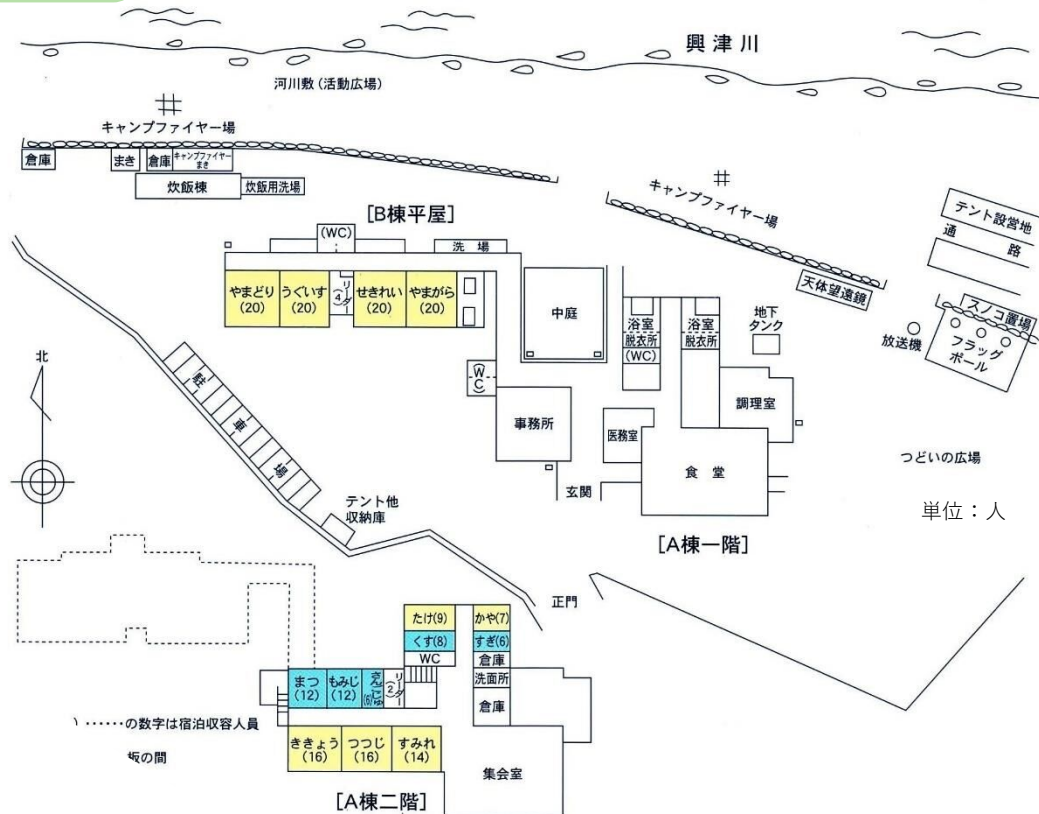 興津川
河川敷(活動広場)
キャンプファイヤー場
倉庫
まき
倉庫
キャンプファイヤー
まき
炊飯棟
炊飯用洗場
キャンプファイヤー場
テント設営地
通路
天体望遠鏡
スノコ置場
放送機
フラッグ
ポール
[B棟平屋]
(WC)
洗場
やまどり
(20)
うぐいす
(20)
リーダー
(4)
せきれい
(20)
やまがら
(20)
中庭
浴室
脱衣所
(WC)
浴室
脱衣所
地下
タンク
(WC)
事務所
医務室
調理室
食堂
玄関
つどいの広場
単位:人
[A棟一階]
北
駐車場
テント他
収納庫
正門
たけ(9)
くす(8)
WC
かや(7)
すぎ(6)
倉庫
洗面所
倉庫
まつ
(12)
もみじ
(12)
さんごじゅ
(6)
リーダー
(2)
ききょう
(16)
つつじ
(16)
すみれ
(14)
集会室
[A棟二階]
……の数字は宿泊収容人員
の間